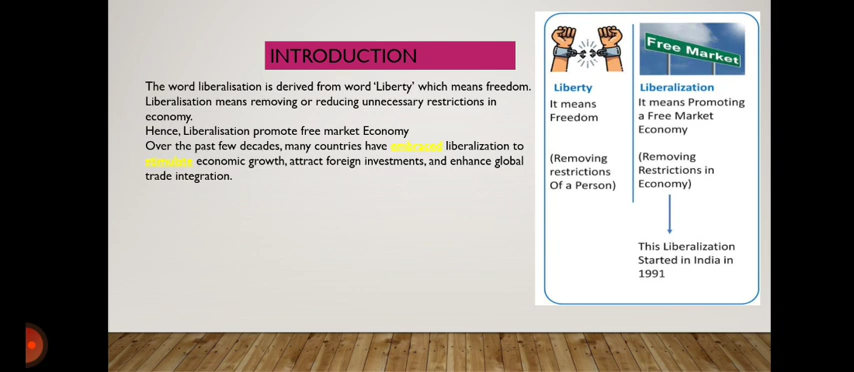 INTRODUCTION
The word liberalisation is derived from word ‘Liberty’ which means freedom.
Liberalisation means removing or reducing unnecessary restrictions in
economy.
Hence, Liberalisation promote free market Economy
Over the past few decades, many countries have embraced liberalization to
stimulate economic growth, attract foreign investments, and enhance global
trade integration.
Free Market
Liberty
It means
Freedom
(Removing
restrictions
Of a Person)
Liberalization
It means Promoting
a Free Market
Economy
(Removing
Restrictions in
Economy)
This Liberalization
Started in India in
1991